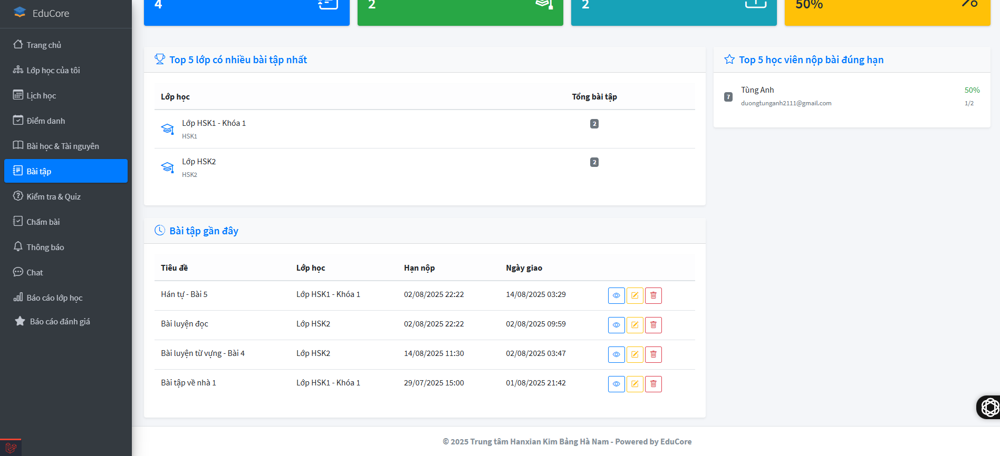 EduCore
Trang chủ
Lớp học của tôi
Lịch học
Điểm danh
Bài học & Tài nguyên
Bài tập
Kiểm tra & Quiz
Chấm bài
Thông báo
Chat
Báo cáo lớp học
Báo cáo đánh giá
4
2
2
50%
Top 5 lớp có nhiều bài tập nhất
Lớp học Tổng bài tập
Lớp HSK1 - Khóa 1 2
HSK1
Lớp HSK2 2
HSK2
Top 5 học viên nộp bài đúng hạn
7 Tùng Anh 50%
duongtunganh2111@gmail.com 1/2
Bài tập gần đây
Tiêu đề Lớp học Hạn nộp Ngày giao
Hán tự - Bài 5 Lớp HSK1 - Khóa 1 02/08/2025 22:22 14/08/2025 03:29
Bài luyện đọc Lớp HSK2 02/08/2025 22:22 02/08/2025 09:59
Bài luyện từ vựng - Bài 4 Lớp HSK2 14/08/2025 11:30 02/08/2025 03:47
Bài tập về nhà 1 Lớp HSK1 - Khóa 1 29/07/2025 15:00 01/08/2025 21:42
© 2025 Trung tâm Hanxian Kim Bảng Hà Nam - Powered by EduCore